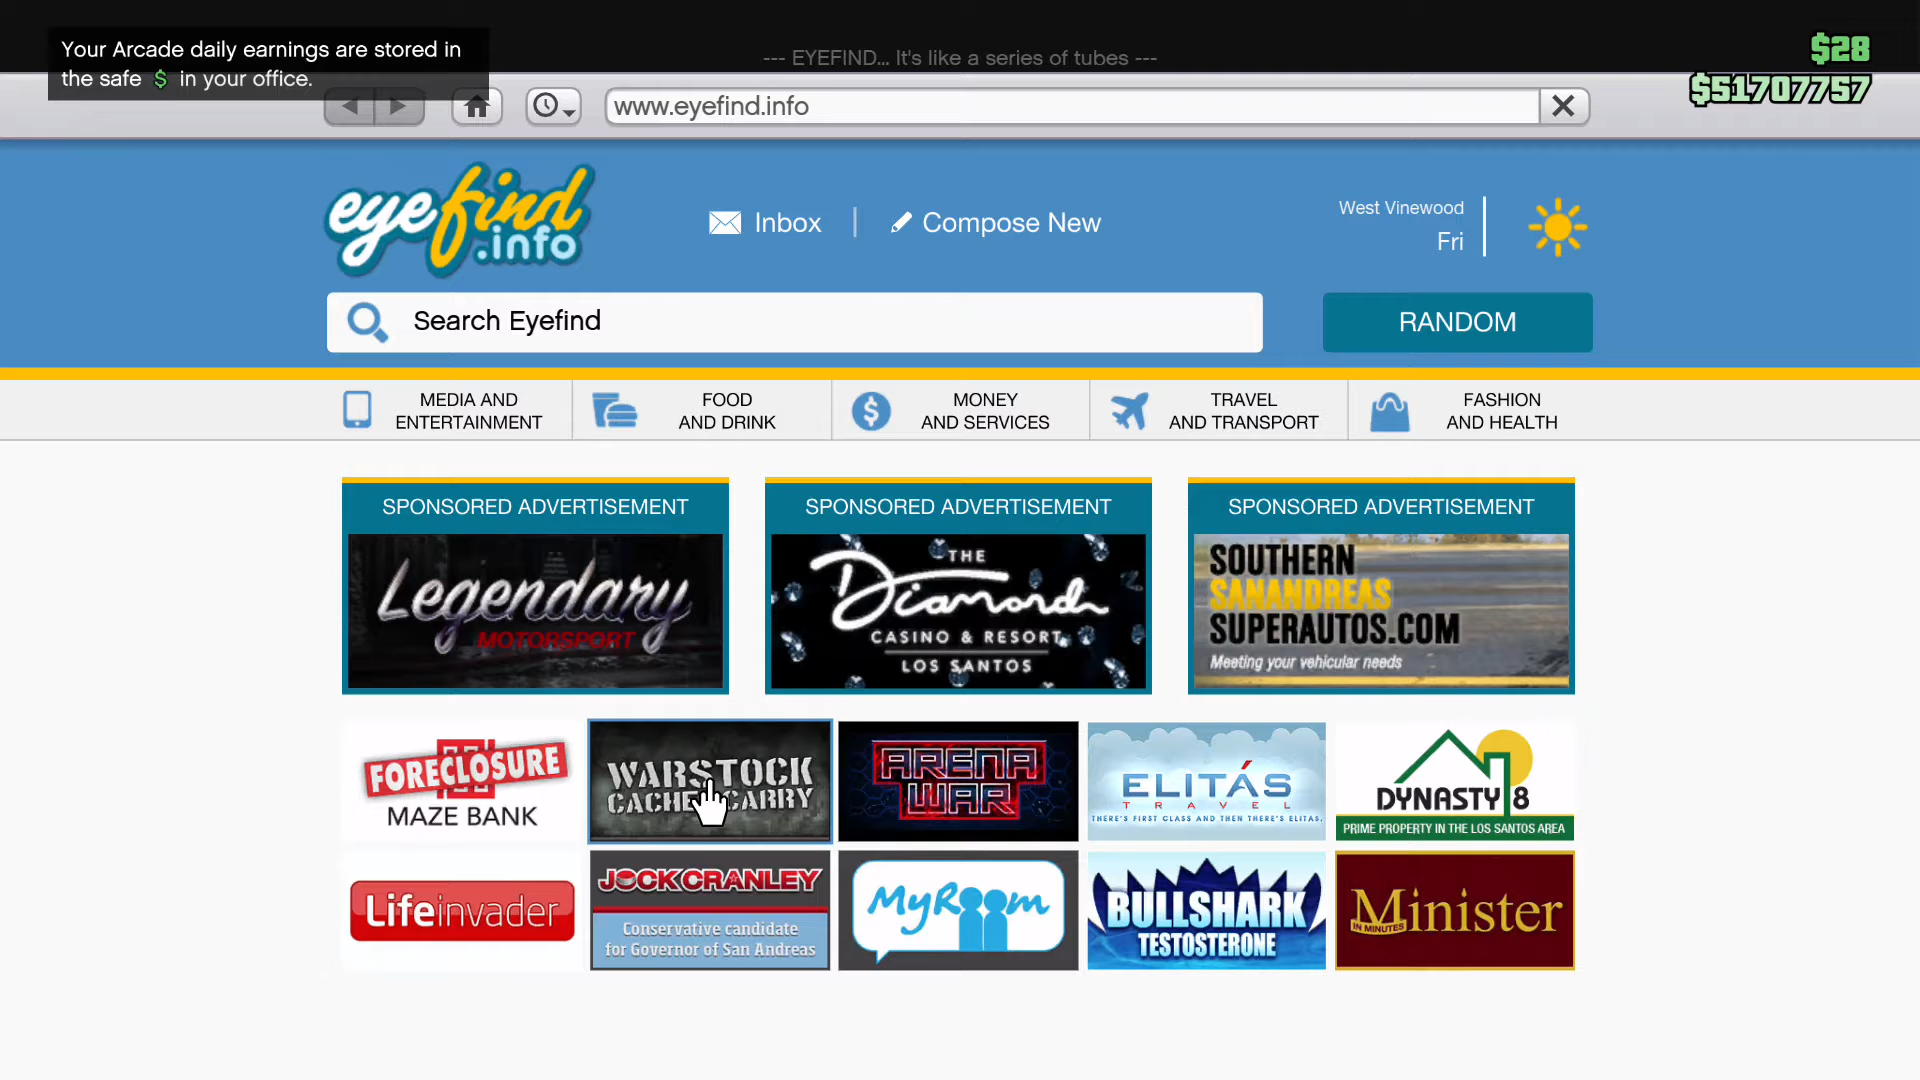 Your Arcade daily earnings are stored in
the safe $ in your office.
--- EYEFIND... It's like a series of tubes ---
$28
$51707757
www.eyefind.info
eyefind
.info
Inbox
Compose New
West Vinewood
Fri
Search Eyefind
RANDOM
MEDIA AND
ENTERTAINMENT
FOOD
AND DRINK
MONEY
AND SERVICES
TRAVEL
AND TRANSPORT
FASHION
AND HEALTH
SPONSORED ADVERTISEMENT
Legendary
MOTORSPORT
SPONSORED ADVERTISEMENT
THE
Diamond
CASINO & RESORT
LOS SANTOS
SPONSORED ADVERTISEMENT
SOUTHERN
SANANDREAS
SUPERAUTOS.COM
Meeting your vehicular needs
FORECLOSURE
MAZE BANK
WARSTOCK
CACHE CARRY
ARENA
WAR
ELITÁS
TRAVEL
THERE'S FIRST CLASS AND THEN THERE'S ELITAS.
DYNASTY 8
PRIME PROPERTY IN THE LOS SANTOS AREA
Lifeinvader
JOCK CRANLEY
Conservative candidate
for Governor of San Andreas
MyRoom
BULLSHARK
TESTOSTERONE
Minister
IN MINUTES